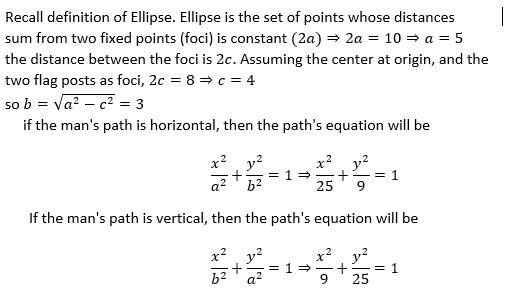 Recall definition of Ellipse. Ellipse is the set of points whose distances
sum from two fixed points (foci) is constant (2a) ⇒ 2a = 10 ⇒ a = 5
the distance between the foci is 2c. Assuming the center at origin, and the
two flag posts as foci, 2c = 8 ⇒ c = 4
so b = √(a² − c²) = 3
if the man's path is horizontal, then the path's equation will be
x²/a² + y²/b² = 1 ⇒ x²/25 + y²/9 = 1
If the man's path is vertical, then the path's equation will be
x²/b² + y²/a² = 1 ⇒ x²/9 + y²/25 = 1